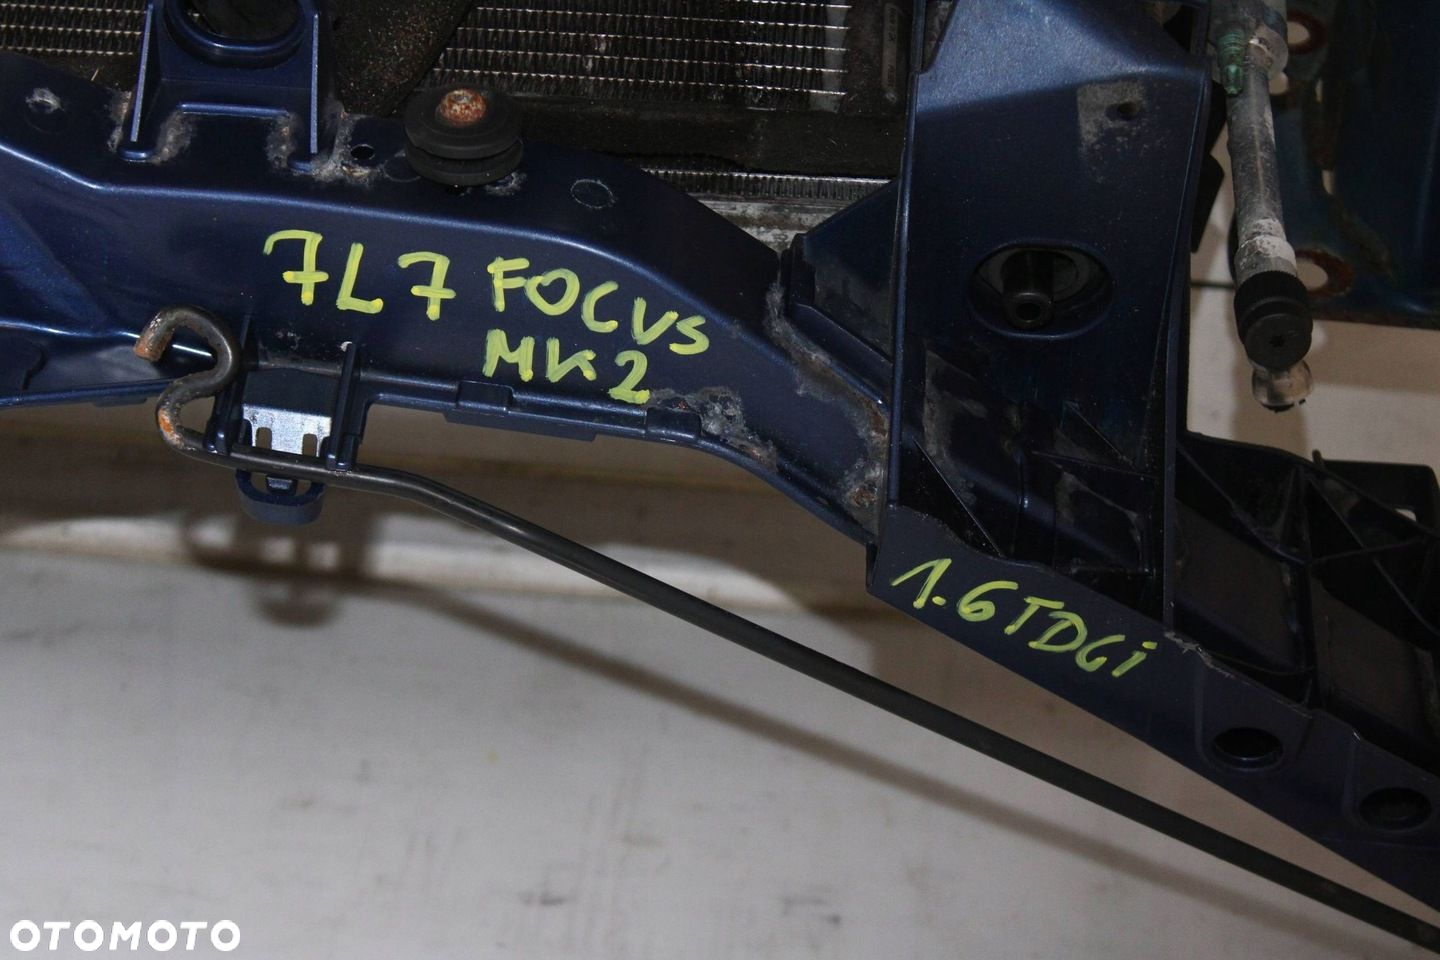 7L7 FOCUS
MK2
1.6TDCi
OTOMOTO